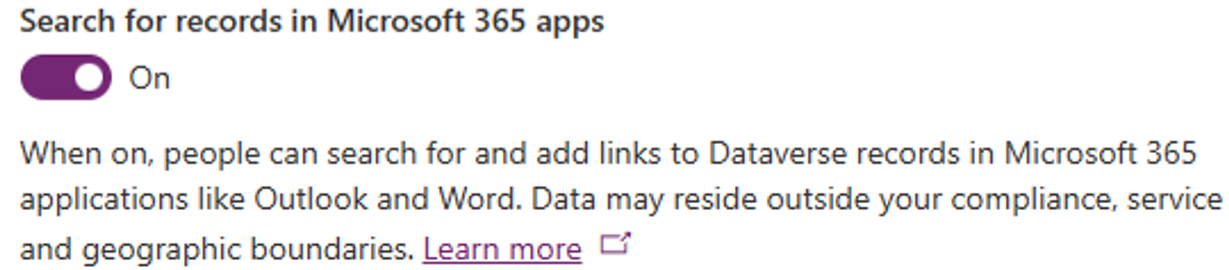 Search for records in Microsoft 365 apps
On
When on, people can search for and add links to Dataverse records in Microsoft 365
applications like Outlook and Word. Data may reside outside your compliance, service
and geographic boundaries. Learn more